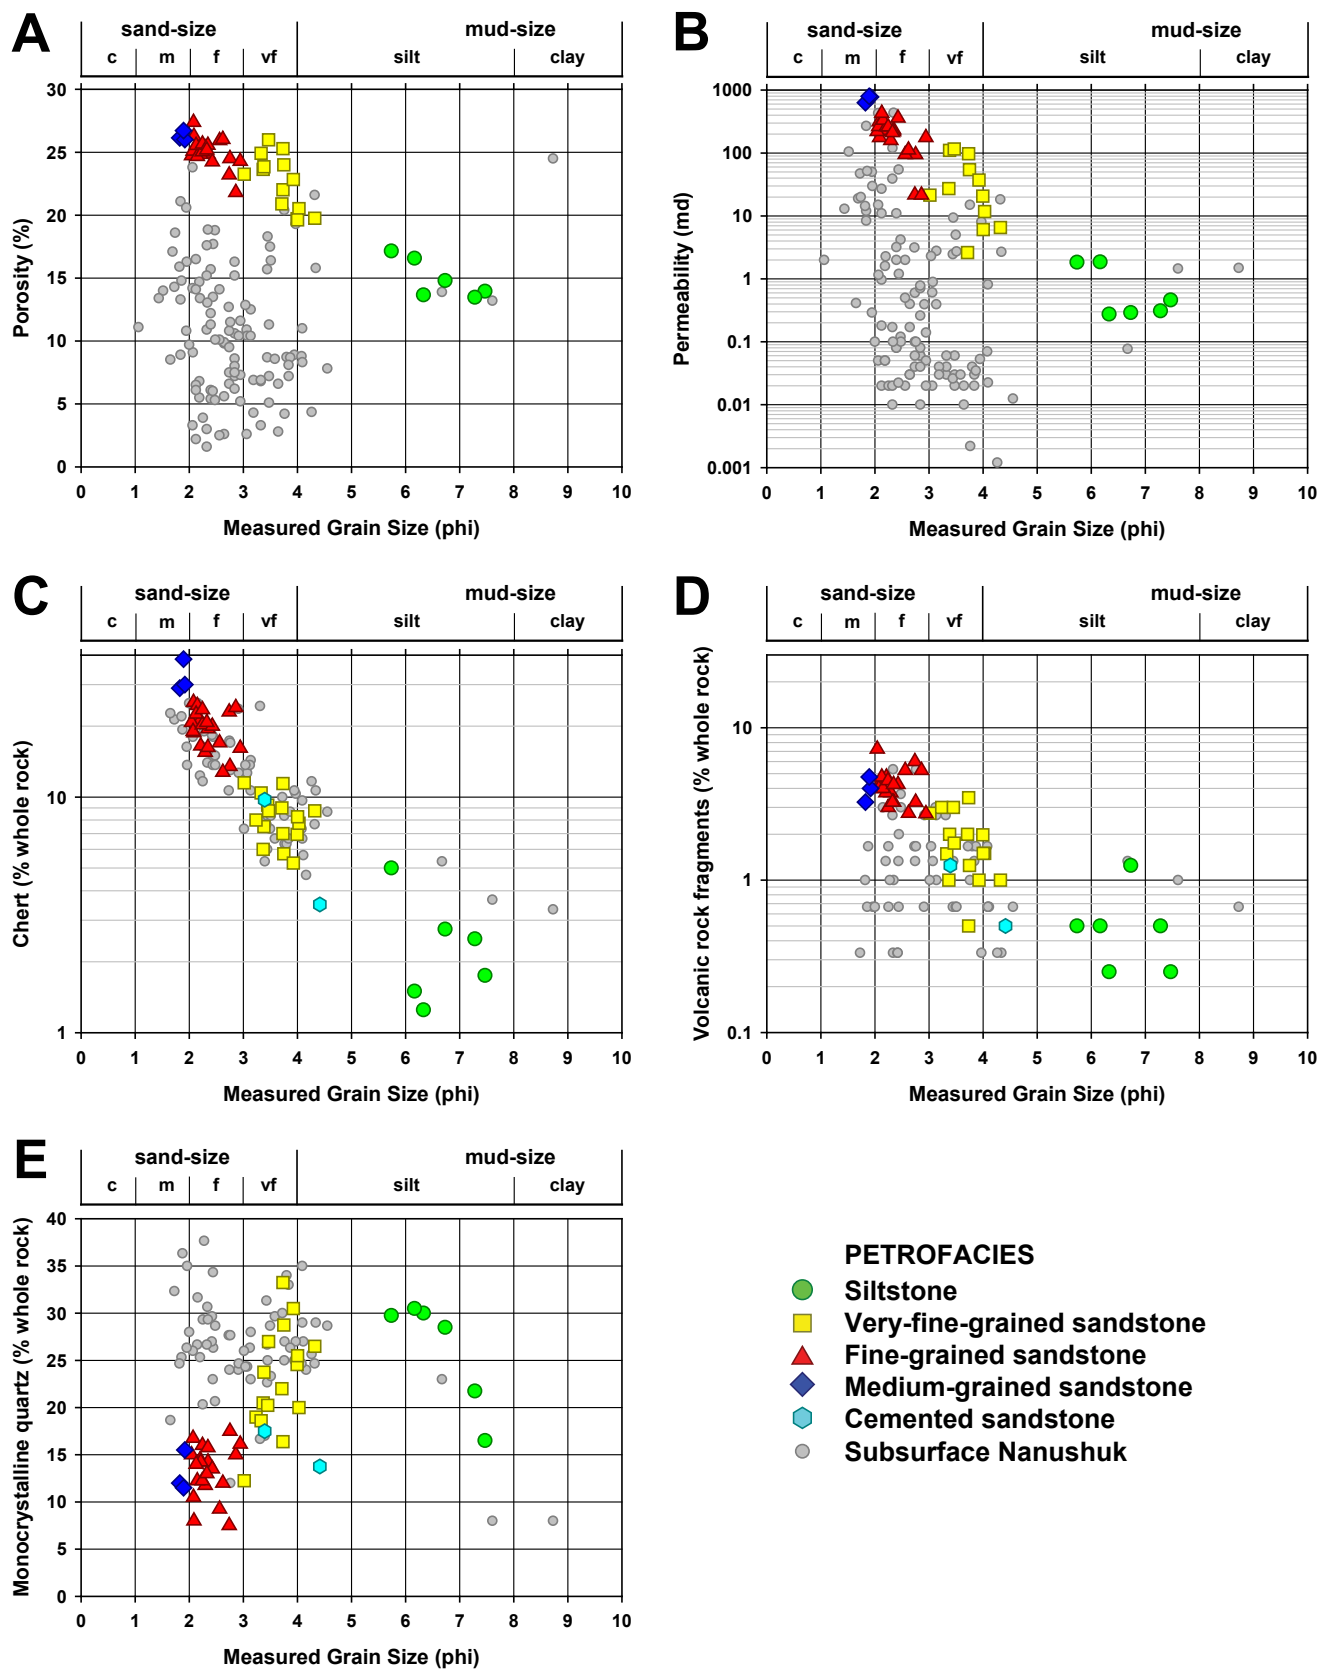 A
sand-size mud-size
c m f vf silt clay
30
25
20
15
10
5
0
Porosity (%)
0 1 2 3 4 5 6 7 8 9 10
Measured Grain Size (phi)
B
sand-size mud-size
c m f vf silt clay
1000
100
10
1
0.1
0.01
0.001
Permeability (md)
0 1 2 3 4 5 6 7 8 9 10
Measured Grain Size (phi)
C
sand-size mud-size
c m f vf silt clay
10
1
Chert (% whole rock)
0 1 2 3 4 5 6 7 8 9 10
Measured Grain Size (phi)
D
sand-size mud-size
c m f vf silt clay
10
1
0.1
Volcanic rock fragments (% whole rock)
0 1 2 3 4 5 6 7 8 9 10
Measured Grain Size (phi)
E
sand-size mud-size
c m f vf silt clay
40
35
30
25
20
15
10
5
0
Monocrystalline quartz (% whole rock)
0 1 2 3 4 5 6 7 8 9 10
Measured Grain Size (phi)
PETROFACIES
Siltstone
Very-fine-grained sandstone
Fine-grained sandstone
Medium-grained sandstone
Cemented sandstone
Subsurface Nanushuk